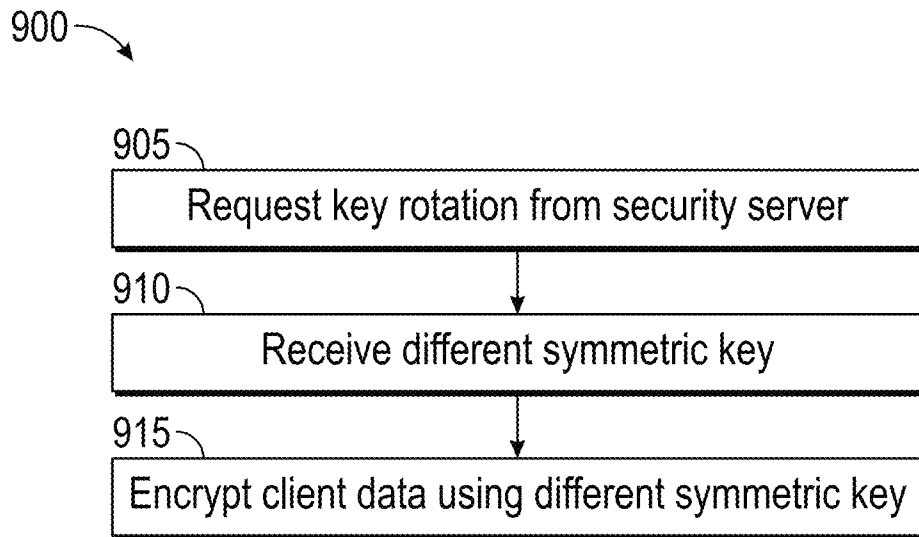 900
905
Request key rotation from security server
910
Receive different symmetric key
915
Encrypt client data using different symmetric key